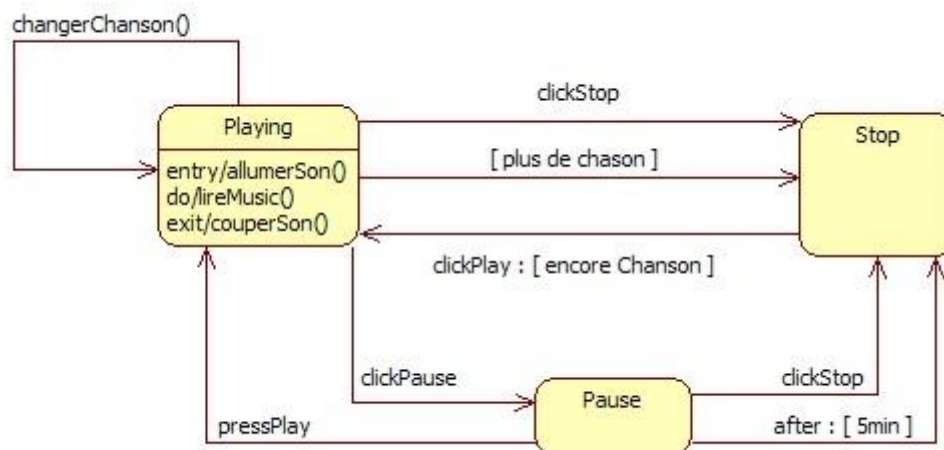 changerChanson()
clickStop
Playing
Stop
[ plus de chason ]
entry/allumerSon()
do/lireMusic()
exit/couperSon()
clickPlay : [ encore Chanson ]
clickPause
clickStop
Pause
pressPlay
after : [ 5min ]